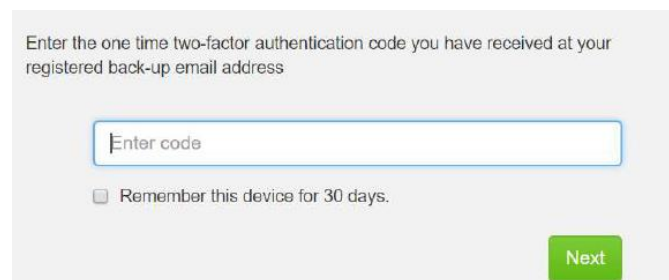 Enter the one time two-factor authentication code you have received at your
registered back-up email address
Enter code
Remember this device for 30 days.
Next